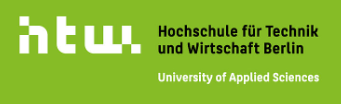 htw.
Hochschule für Technik
und Wirtschaft Berlin
University of Applied Sciences